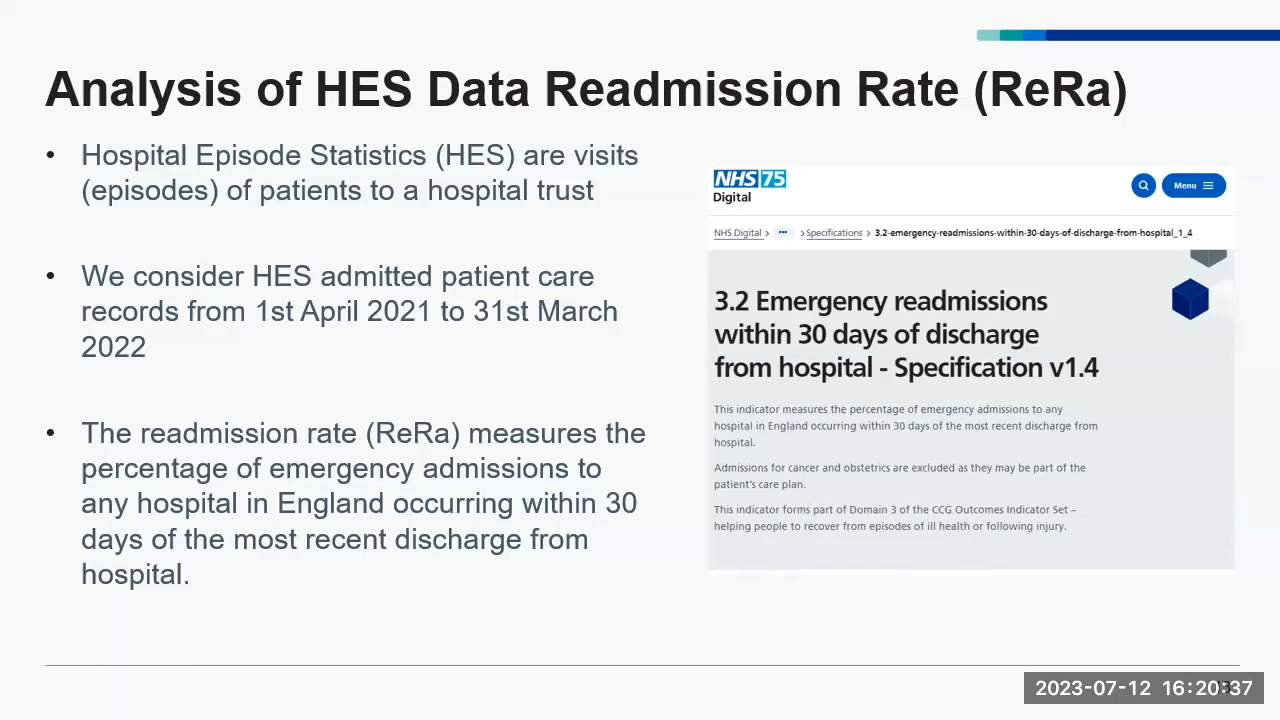 Analysis of HES Data Readmission Rate (ReRa)
• Hospital Episode Statistics (HES) are visits
(episodes) of patients to a hospital trust
• We consider HES admitted patient care
records from 1st April 2021 to 31st March
2022
• The readmission rate (ReRa) measures the
percentage of emergency admissions to
any hospital in England occurring within 30
days of the most recent discharge from
hospital.
NHS 75
Digital
Menu
NHS Digital > ••• > Specifications > 3.2-emergency-readmissions-within-30-days-of-discharge-from-hospital_1_4
3.2 Emergency readmissions
within 30 days of discharge
from hospital - Specification v1.4
This indicator measures the percentage of emergency admissions to any
hospital in England occurring within 30 days of the most recent discharge from
hospital.
Admissions for cancer and obstetrics are excluded as they may be part of the
patient's care plan.
This indicator forms part of Domain 3 of the CCG Outcomes Indicator Set –
helping people to recover from episodes of ill health or following injury.
2023-07-12 16:20:37